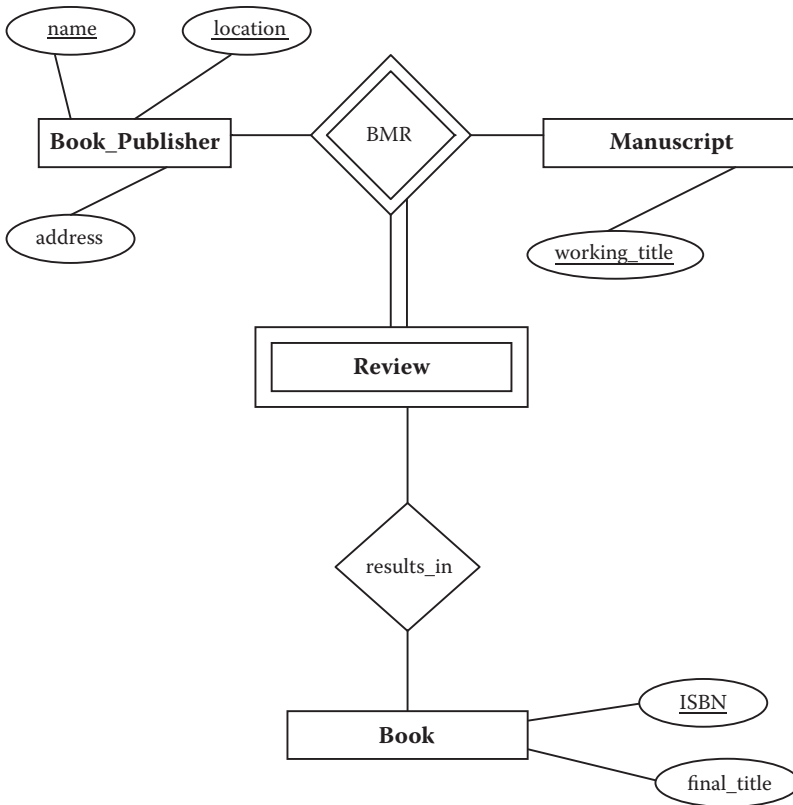 name
location
BMR
Book_Publisher
Manuscript
address
working_title
Review
results_in
ISBN
Book
final_title